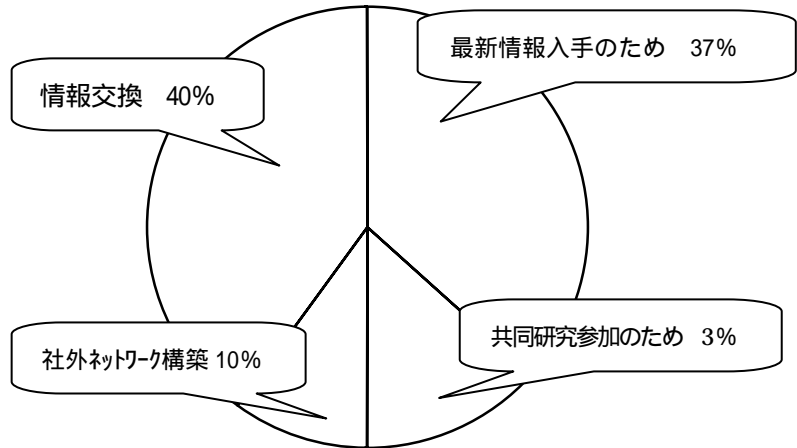 最新情報入手のため　37%
情報交換　40%
共同研究参加のため　3%
社外ﾈｯﾄﾜｰｸ構築 10%